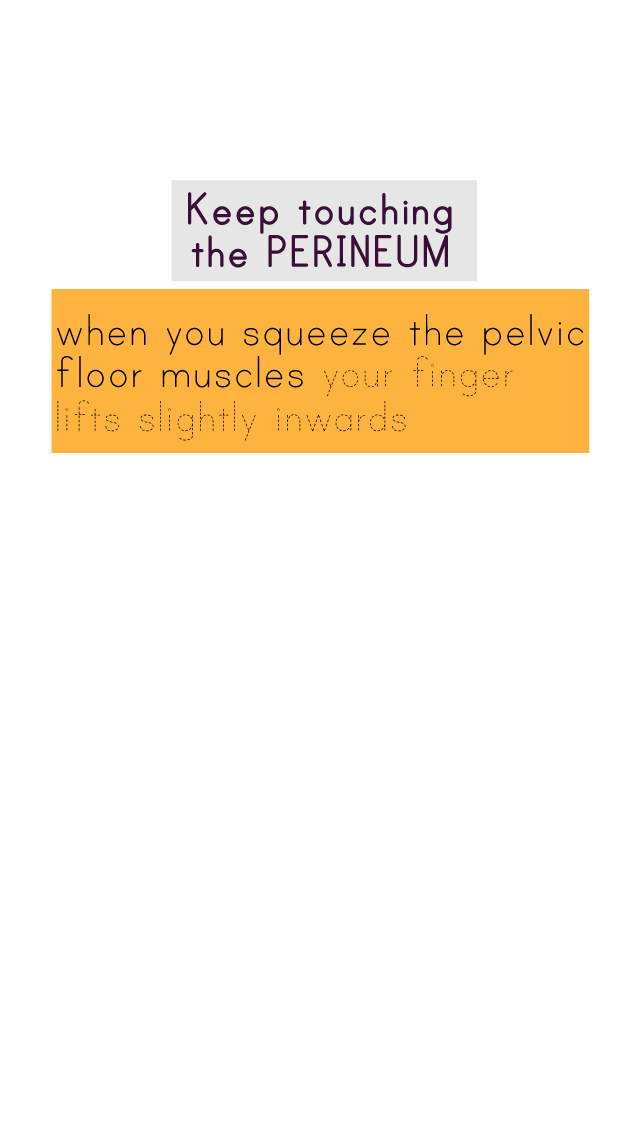 Keep touching
the PERINEUM
when you squeeze the pelvic
floor muscles your finger
lifts slightly inwards